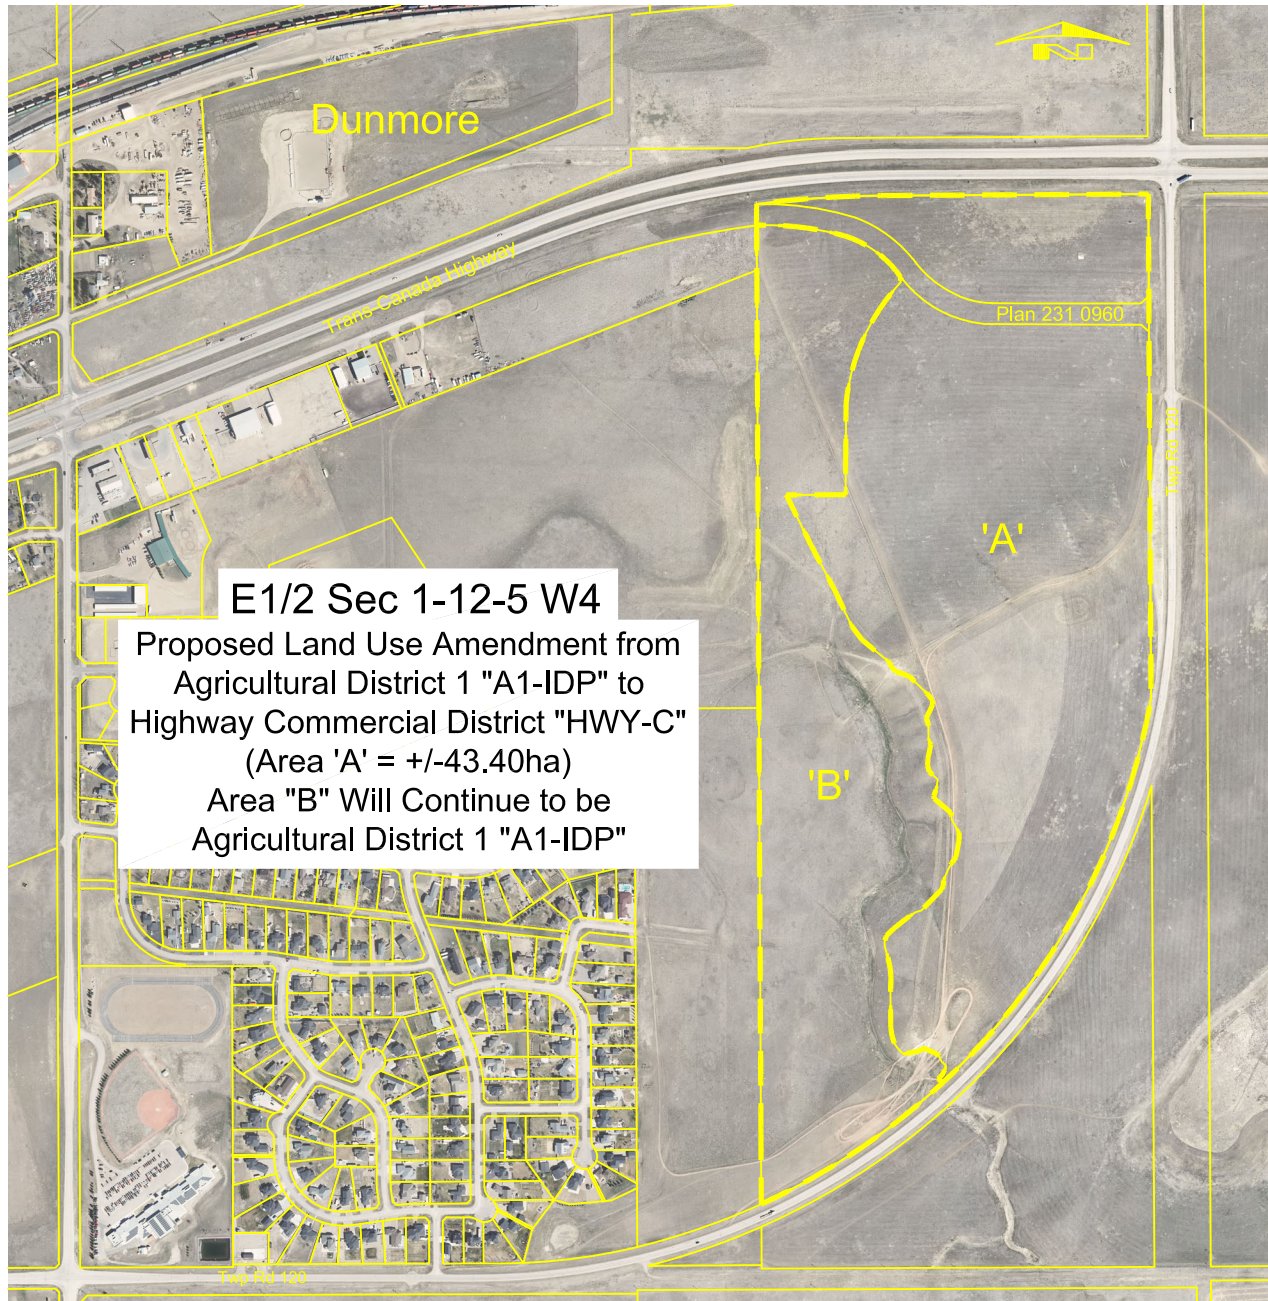 Dunmore
Trans-Canada Highway
Plan 231 0960
Twp Rd 120
'A'
E1/2 Sec 1-12-5 W4
Proposed Land Use Amendment from
Agricultural District 1 "A1-IDP" to
Highway Commercial District "HWY-C"
(Area 'A' = +/-43.40ha)
Area "B" Will Continue to be
Agricultural District 1 "A1-IDP"
'B'
Twp Rd 120